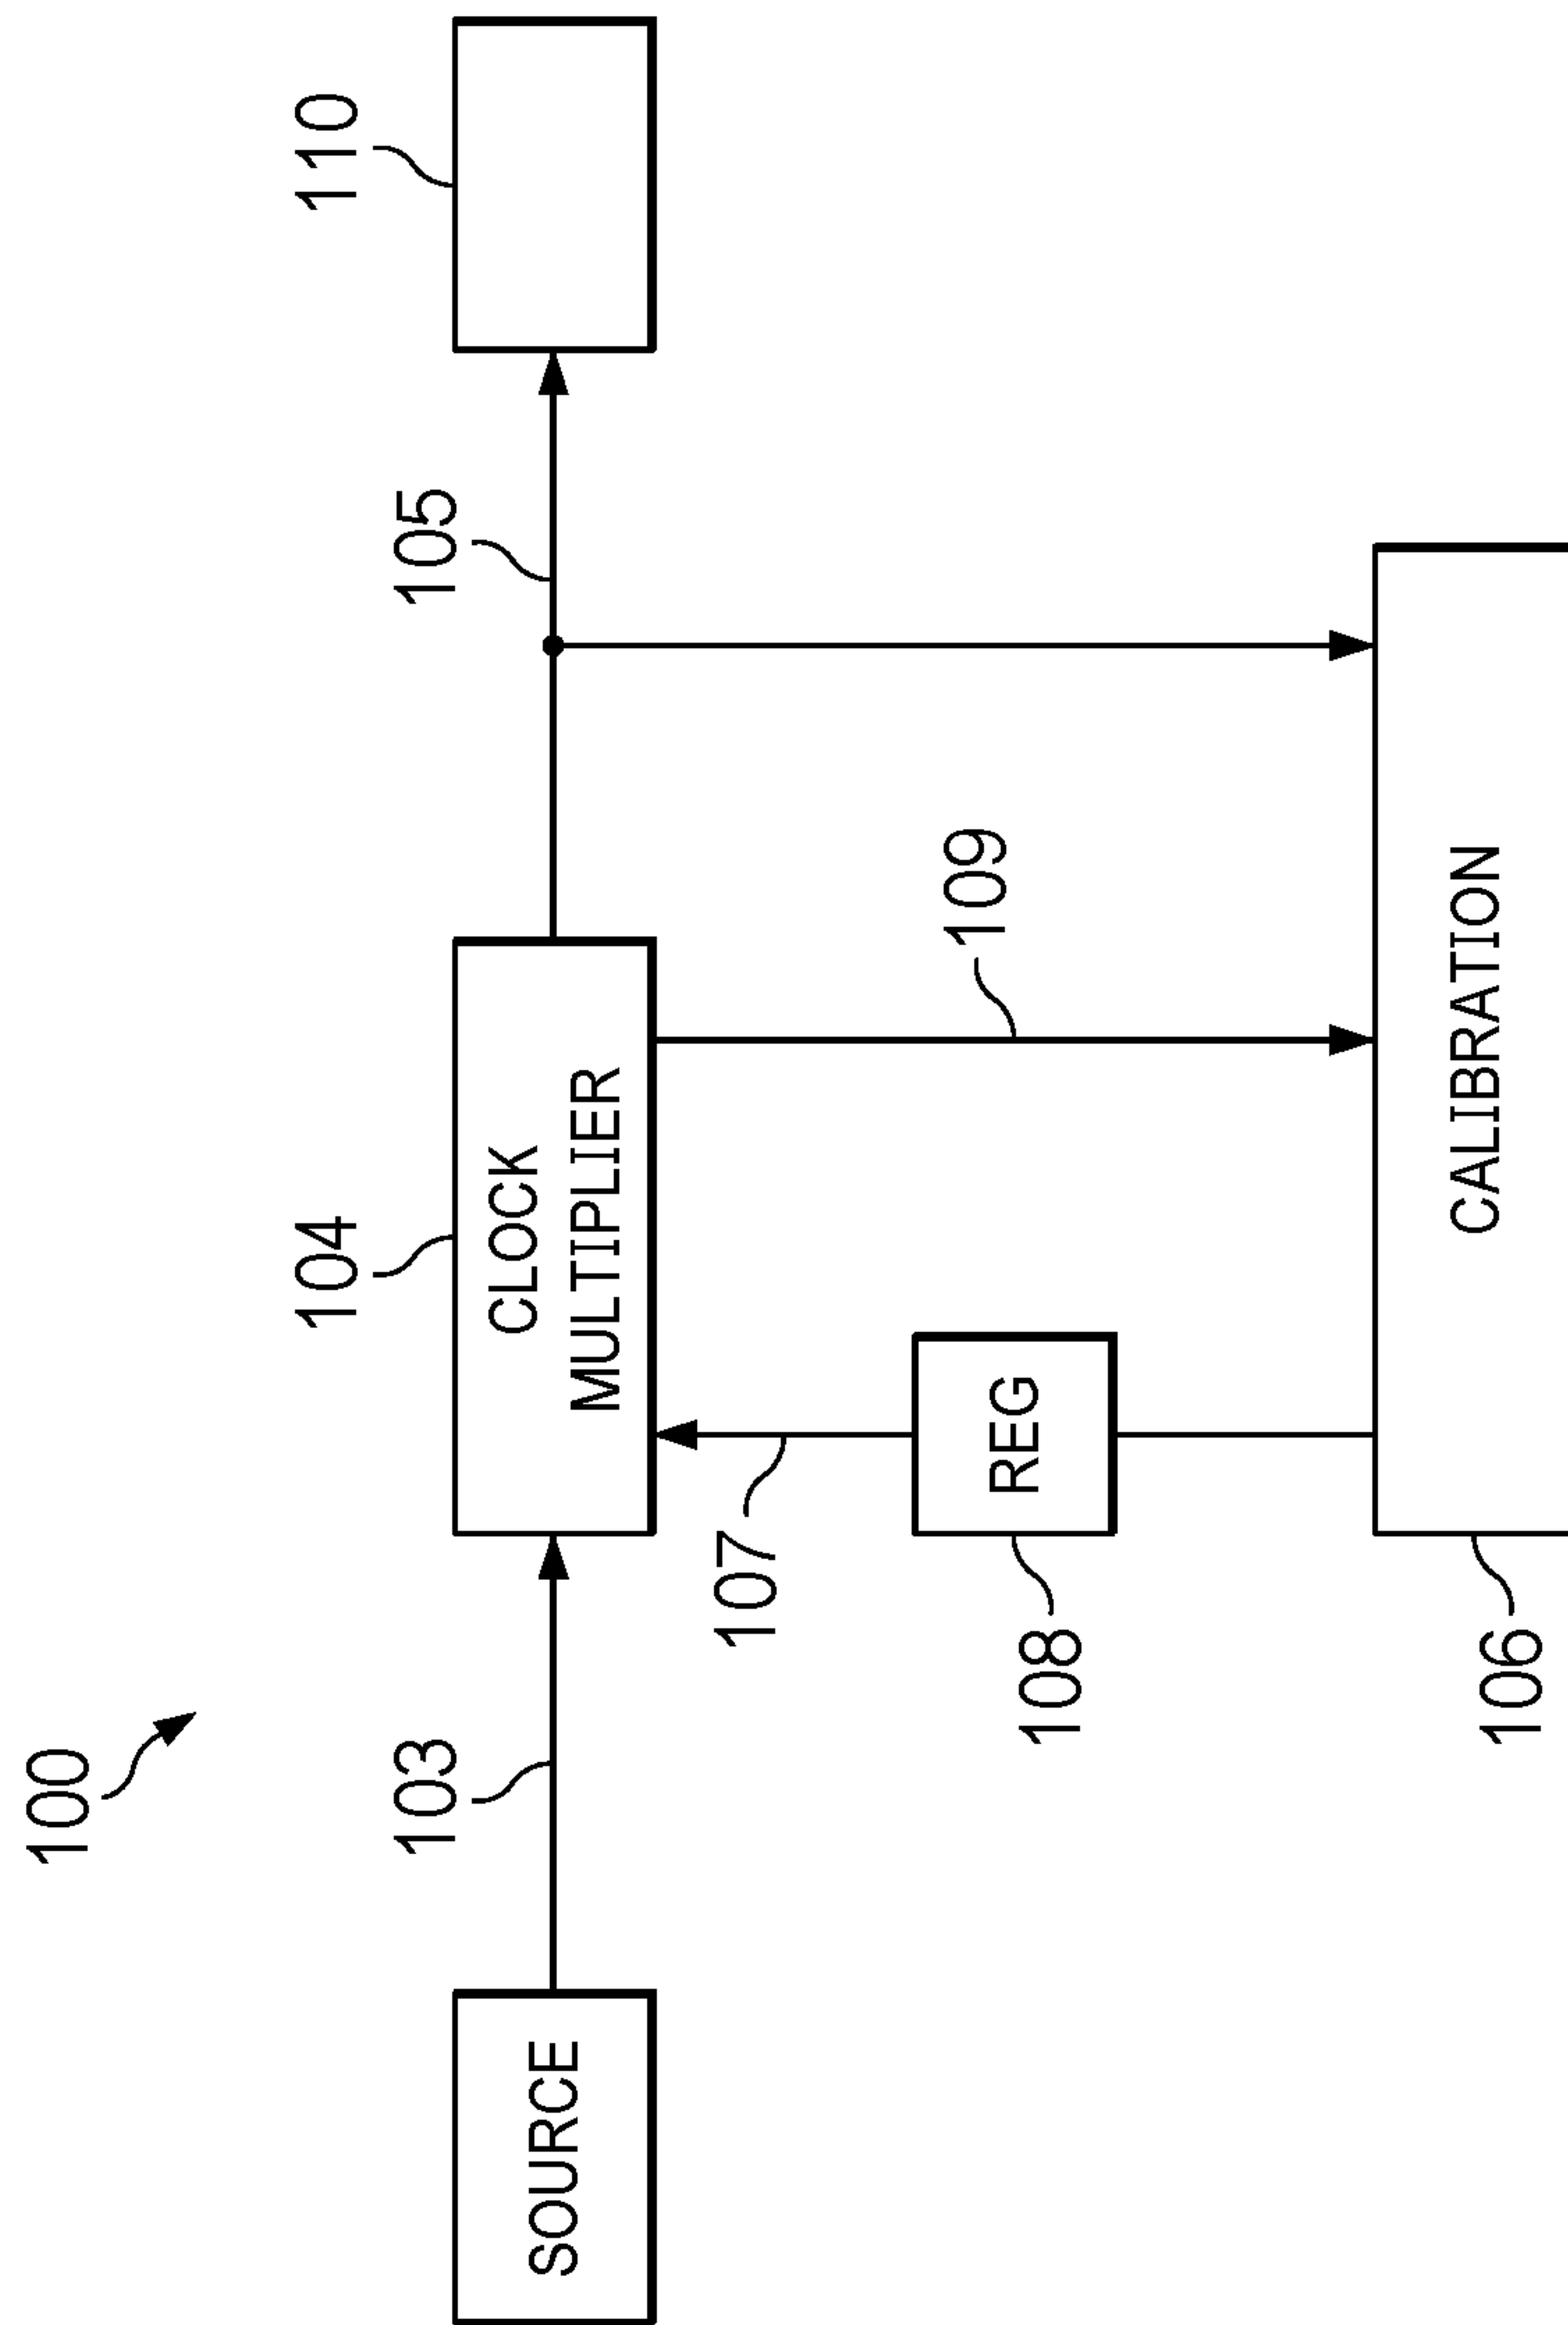 100
103
104
105
110
SOURCE
CLOCK
MULTIPLIER
107
109
108
REG
106
CALIBRATION